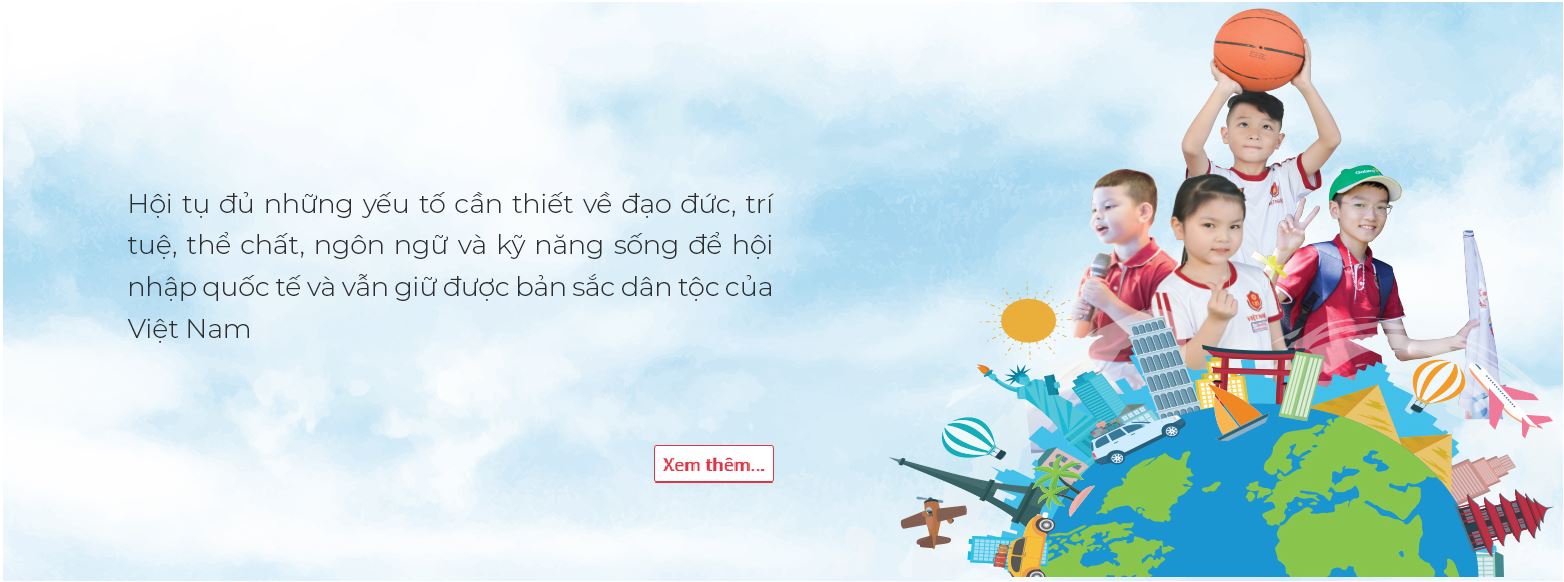 Hội tụ đủ những yếu tố cần thiết về đạo đức, trí
tuệ, thể chất, ngôn ngữ và kỹ năng sống để hội
nhập quốc tế và vẫn giữ được bản sắc dân tộc của
Việt Nam
Xem thêm...